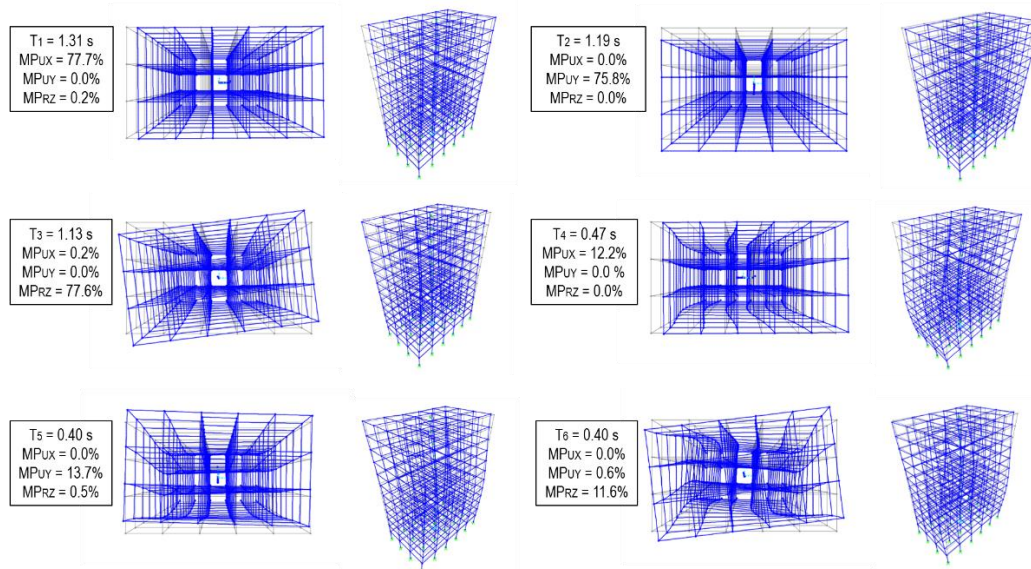 T1 = 1.31 s
MPUX = 77.7%
MPUY = 0.0%
MPRZ = 0.2%
T2 = 1.19 s
MPUX = 0.0%
MPUY = 75.8%
MPRZ = 0.0%
T3 = 1.13 s
MPUX = 0.2%
MPUY = 0.0%
MPRZ = 77.6%
T4 = 0.47 s
MPUX = 12.2%
MPUY = 0.0 %
MPRZ = 0.0%
T5 = 0.40 s
MPUX = 0.0%
MPUY = 13.7%
MPRZ = 0.5%
T6 = 0.40 s
MPUX = 0.0%
MPUY = 0.6%
MPRZ = 11.6%